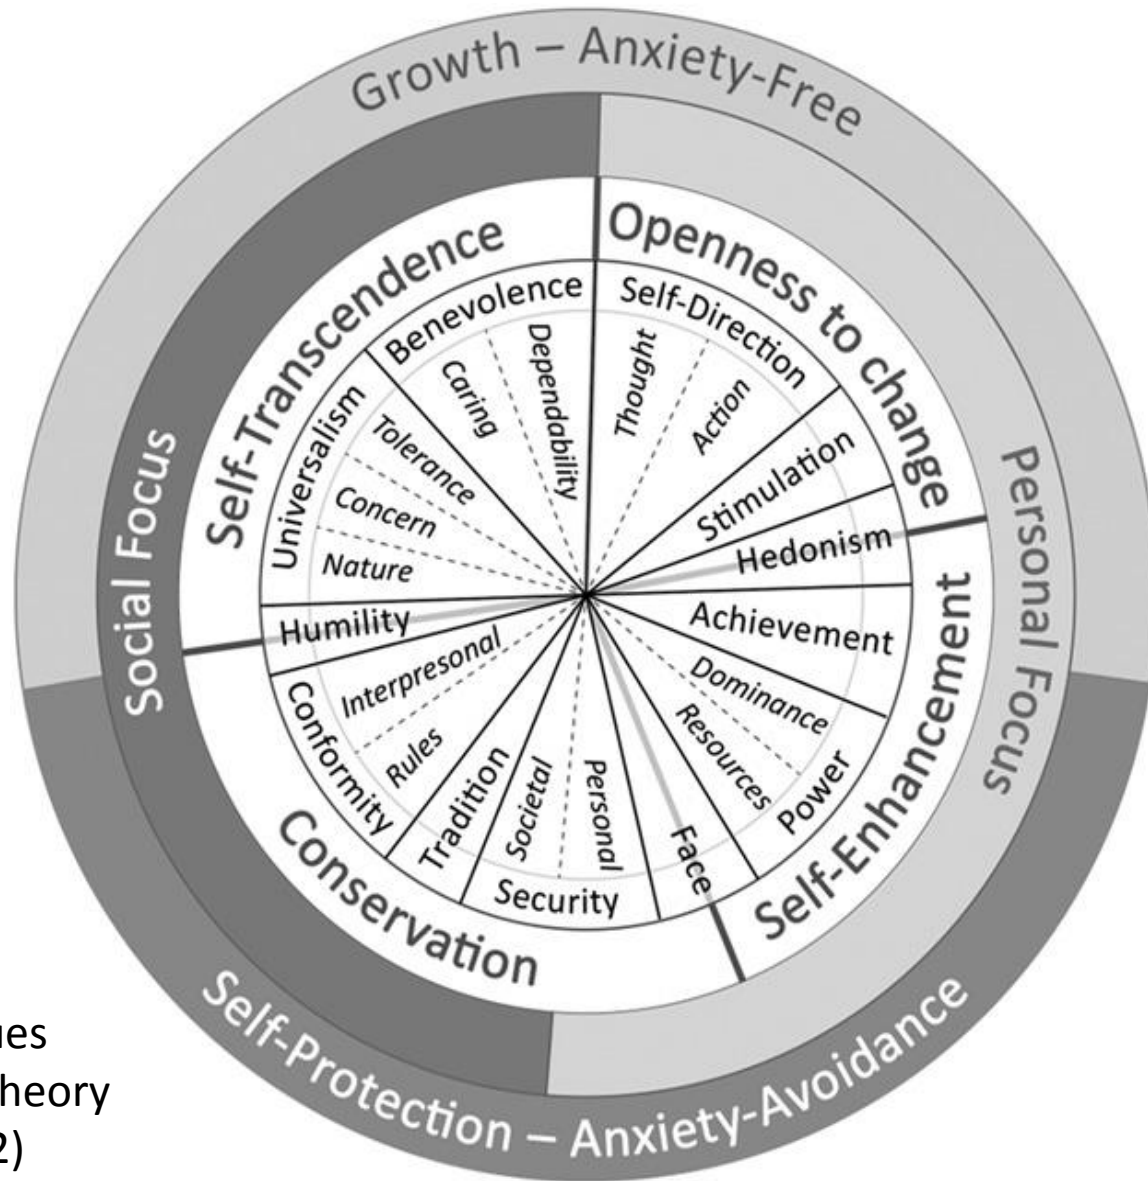 Growth – Anxiety-Free
Personal Focus
Social Focus
Self-Protection – Anxiety-Avoidance
Self-Transcendence
Openness to change
Self-Enhancement
Conservation
Benevolence
Caring
Dependability
Self-Direction
Thought
Action
Stimulation
Hedonism
Achievement
Power
Dominance
Resources
Face
Security
Personal
Societal
Tradition
Conformity
Rules
Interpresonal
Humility
Universalism
Nature
Concern
Tolerance
ues
heory
2)